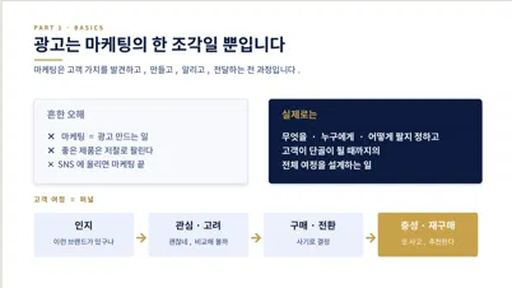 PART 1 · BASICS
광고는 마케팅의 한 조각일 뿐입니다
마케팅은 고객 가치를 발견하고 , 만들고 , 알리고 , 전달하는 전 과정입니다 .
흔한 오해
× 마케팅 = 광고 만드는 일
× 좋은 제품은 저절로 팔린다
× SNS 에 올리면 마케팅 끝
실제로는
무엇을 · 누구에게 · 어떻게 팔지 정하고
고객이 단골이 될 때까지의
전체 여정을 설계하는 일
고객 여정 = 퍼널
인지 → 관심 · 고려 → 구매 · 전환 → 충성 · 재구매
이런 브랜드가 있구나 괜찮네 , 비교해 볼까 사기로 결정 또 사고 , 추천한다